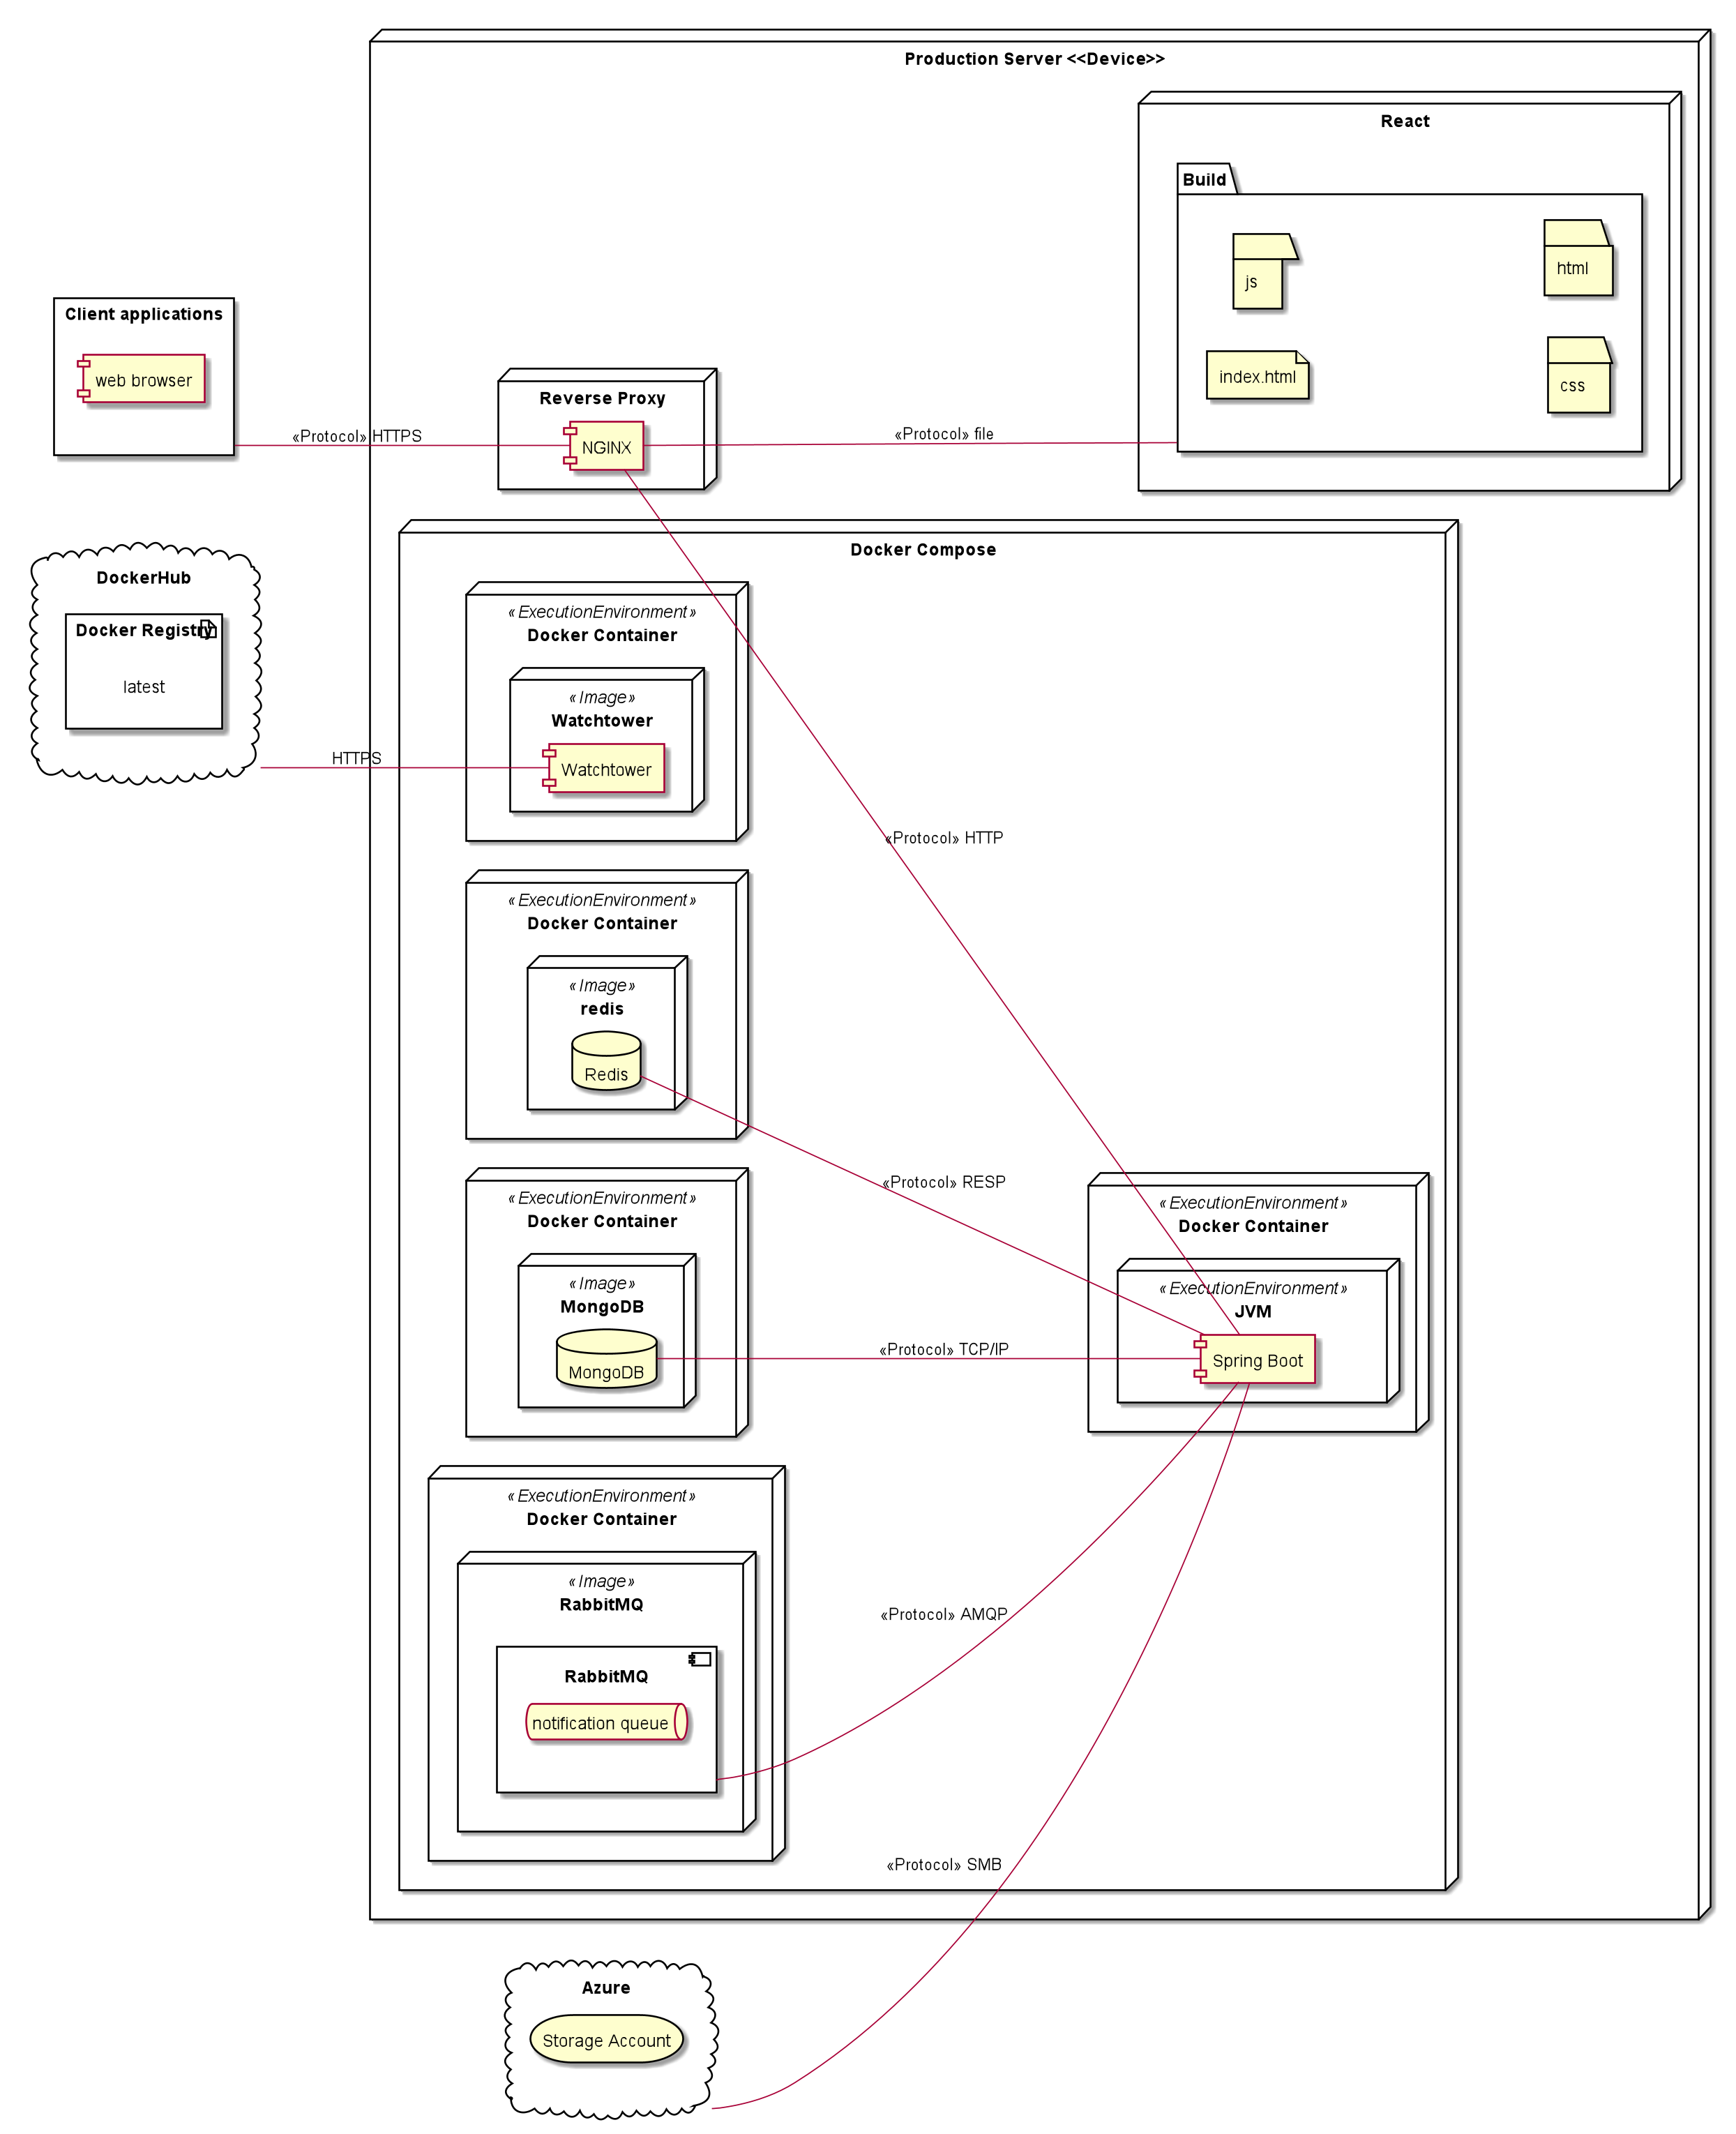 Production Server <<Device>>
React
Build
js
html
index.html
css
Client applications
web browser
«Protocol» HTTPS
Reverse Proxy
NGINX
«Protocol» file
DockerHub
Docker Registry
latest
HTTPS
Docker Compose
«ExecutionEnvironment»
Docker Container
«Image»
Watchtower
Watchtower
«Protocol» HTTP
«ExecutionEnvironment»
Docker Container
«Image»
redis
Redis
«Protocol» RESP
«ExecutionEnvironment»
Docker Container
«Image»
MongoDB
MongoDB
«Protocol» TCP/IP
«ExecutionEnvironment»
Docker Container
«ExecutionEnvironment»
JVM
Spring Boot
«ExecutionEnvironment»
Docker Container
«Image»
RabbitMQ
RabbitMQ
notification queue
«Protocol» AMQP
«Protocol» SMB
Azure
Storage Account